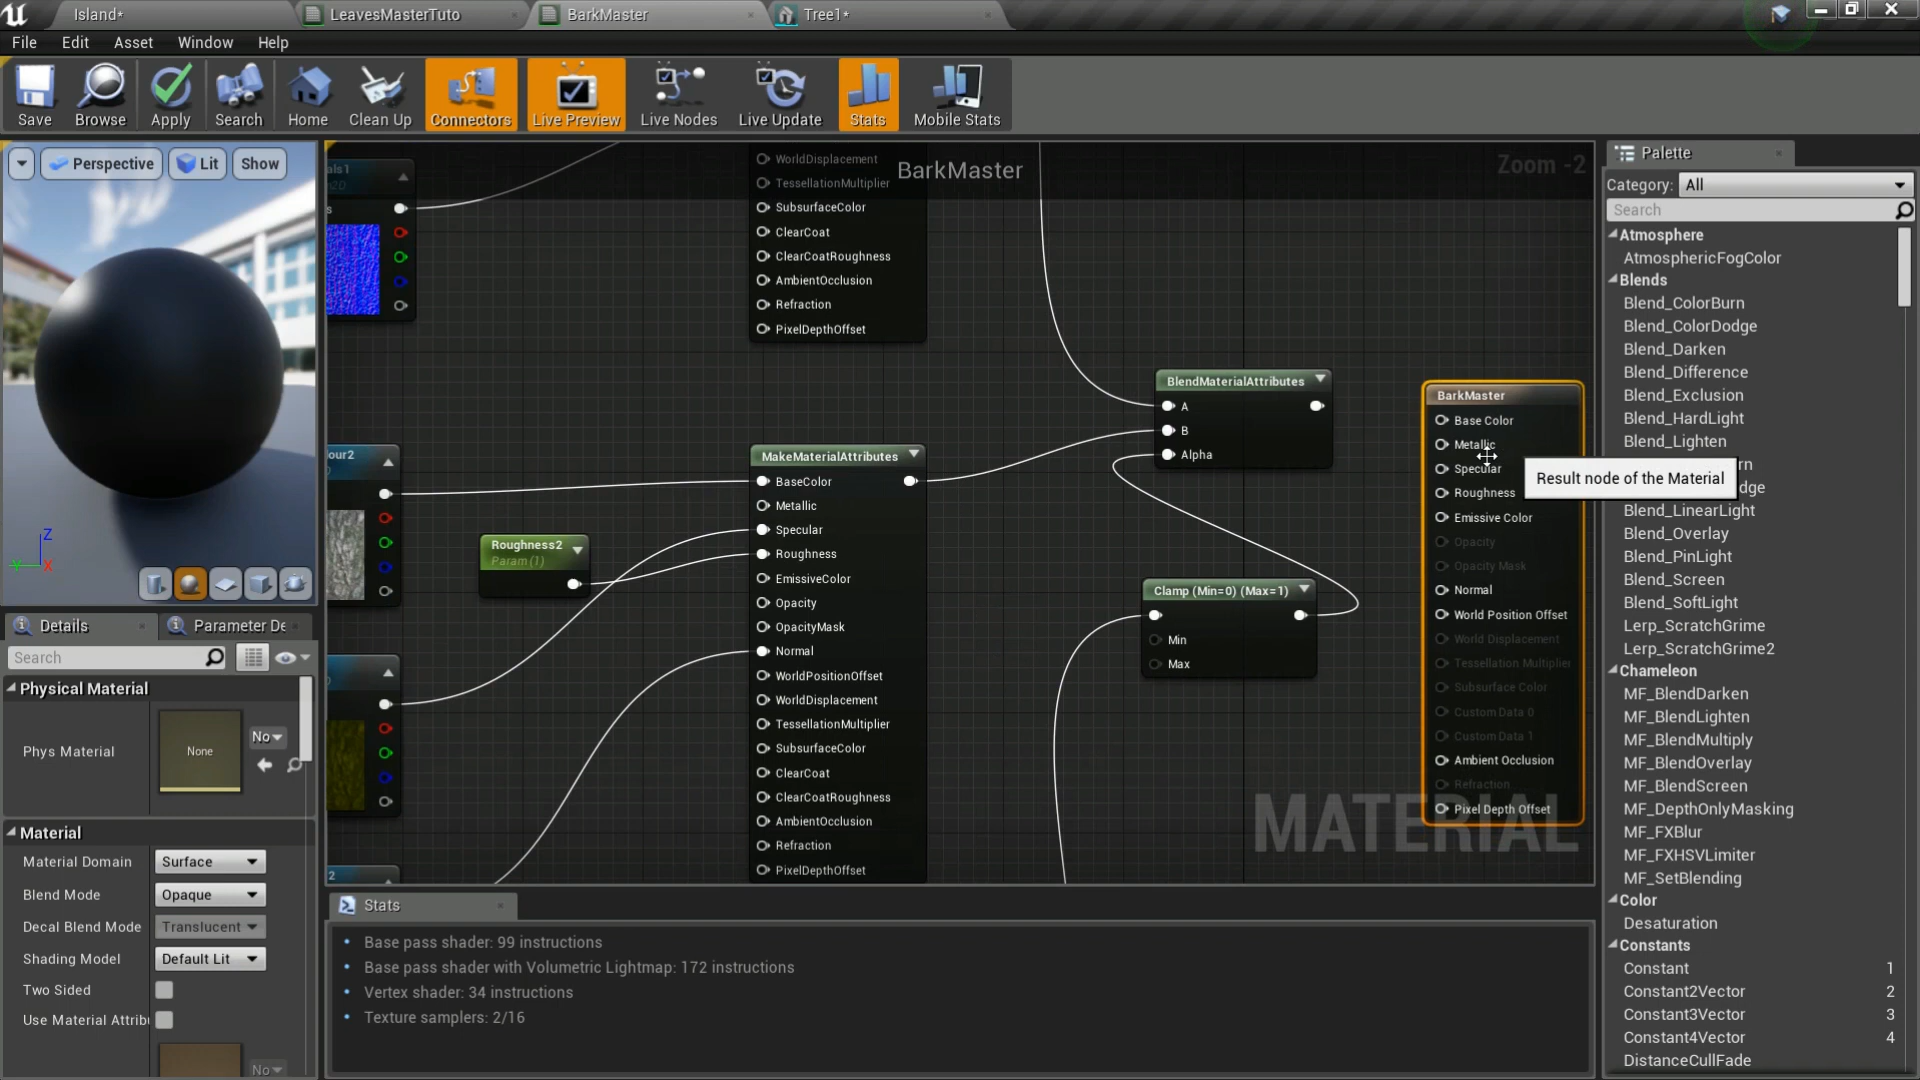 Island*
LeavesMasterTuto
BarkMaster
Tree1*
File
Edit
Asset
Window
Help
Save
Browse
Apply
Search
Home
Clean Up
Connectors
Live Preview
Live Nodes
Live Update
Stats
Mobile Stats
Perspective
Lit
Show
Z
Y
X
Details
Parameter De
Search
Physical Material
Phys Material
None
No
Material
Material Domain
Surface
Blend Mode
Opaque
Decal Blend Mode
Translucent
Shading Model
Default Lit
Two Sided
Use Material Attrib
No
BarkMaster
Zoom -2
als1
s
our2
2
Roughness2
Param (1)
WorldDisplacement
TessellationMultiplier
SubsurfaceColor
ClearCoat
ClearCoatRoughness
AmbientOcclusion
Refraction
PixelDepthOffset
MakeMaterialAttributes
BaseColor
Metallic
Specular
Roughness
EmissiveColor
Opacity
OpacityMask
Normal
WorldPositionOffset
WorldDisplacement
TessellationMultiplier
SubsurfaceColor
ClearCoat
ClearCoatRoughness
AmbientOcclusion
Refraction
PixelDepthOffset
BlendMaterialAttributes
A
B
Alpha
Clamp (Min=0) (Max=1)
Min
Max
BarkMaster
Base Color
Metallic
Specular
Roughness
Emissive Color
Opacity
Opacity Mask
Normal
World Position Offset
World Displacement
Tessellation Multiplier
Subsurface Color
Custom Data 0
Custom Data 1
Ambient Occlusion
Refraction
Pixel Depth Offset
MATERIAL
Result node of the Material
Stats
Base pass shader: 99 instructions
Base pass shader with Volumetric Lightmap: 172 instructions
Vertex shader: 34 instructions
Texture samplers: 2/16
Palette
Category:
All
Search
Atmosphere
AtmosphericFogColor
Blends
Blend_ColorBurn
Blend_ColorDodge
Blend_Darken
Blend_Difference
Blend_Exclusion
Blend_HardLight
Blend_Lighten
rn
dge
Blend_LinearLight
Blend_Overlay
Blend_PinLight
Blend_Screen
Blend_SoftLight
Lerp_ScratchGrime
Lerp_ScratchGrime2
Chameleon
MF_BlendDarken
MF_BlendLighten
MF_BlendMultiply
MF_BlendOverlay
MF_BlendScreen
MF_DepthOnlyMasking
MF_FXBlur
MF_FXHSVLimiter
MF_SetBlending
Color
Desaturation
Constants
Constant 1
Constant2Vector 2
Constant3Vector 3
Constant4Vector 4
DistanceCullFade